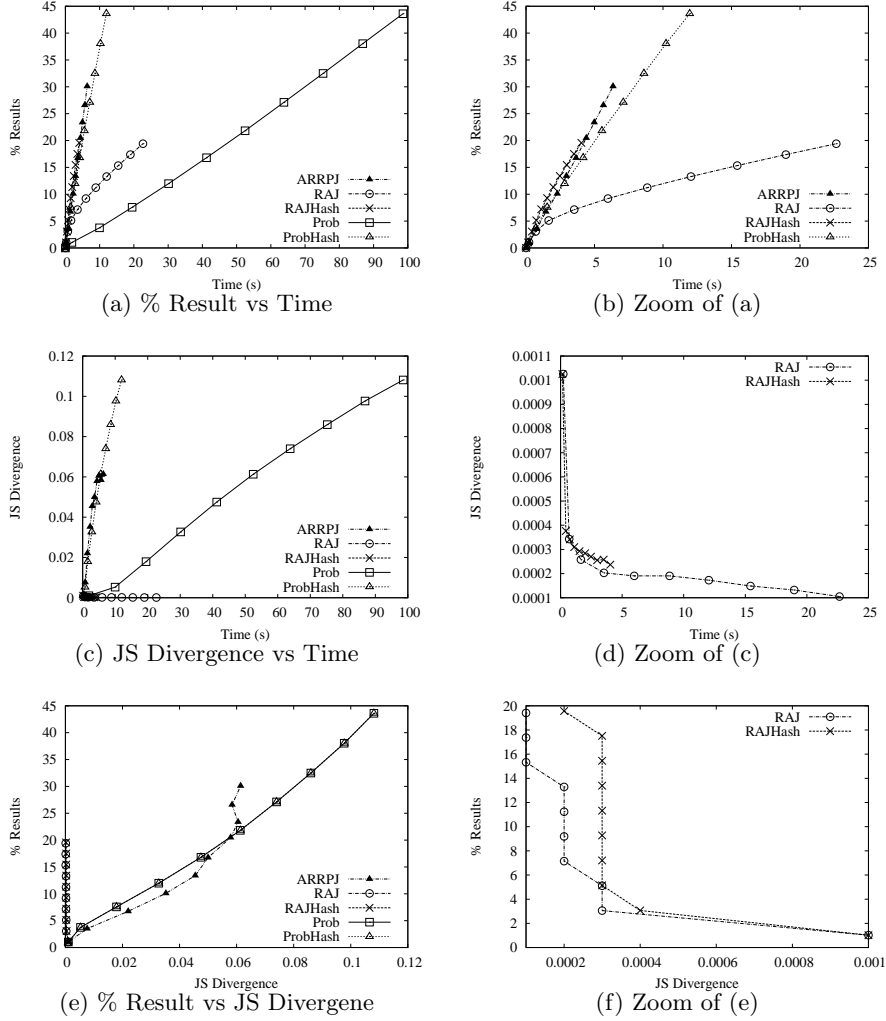 45
40
35
30
25
20
15
10
5
0
% Results
ARRPJ
RAJ
RAJHash
Prob
ProbHash
0 10 20 30 40 50 60 70 80 90 100
Time (s)
(a) % Result vs Time
45
40
35
30
25
20
15
10
5
0
% Results
ARRPJ
RAJ
RAJHash
ProbHash
0 5 10 15 20 25
Time (s)
(b) Zoom of (a)
0.12
0.1
0.08
0.06
0.04
0.02
0
JS Divergence
ARRPJ
RAJ
RAJHash
Prob
ProbHash
0 10 20 30 40 50 60 70 80 90 100
Time (s)
(c) JS Divergence vs Time
0.0011
0.001
0.0009
0.0008
0.0007
0.0006
0.0005
0.0004
0.0003
0.0002
0.0001
JS Divergence
RAJ
RAJHash
0 5 10 15 20 25
Time (s)
(d) Zoom of (c)
45
40
35
30
25
20
15
10
5
0
% Results
ARRPJ
RAJ
RAJHash
Prob
ProbHash
0 0.02 0.04 0.06 0.08 0.1 0.12
JS Divergence
(e) % Result vs JS Divergene
20
18
16
14
12
10
8
6
4
2
0
% Results
RAJ
RAJHash
0.0002 0.0004 0.0006 0.0008 0.001
JS Divergence
(f) Zoom of (e)